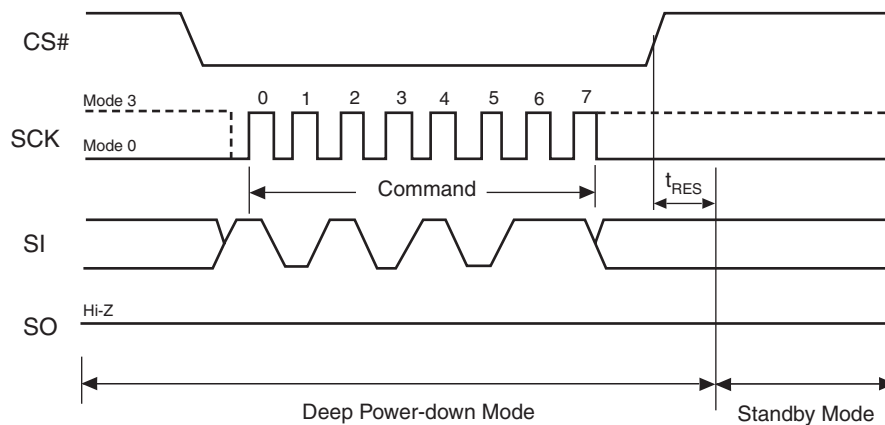 CS#
Mode 3
0 1 2 3 4 5 6 7
SCK
Mode 0
Command
tRES
SI
Hi-Z
SO
Deep Power-down Mode
Standby Mode